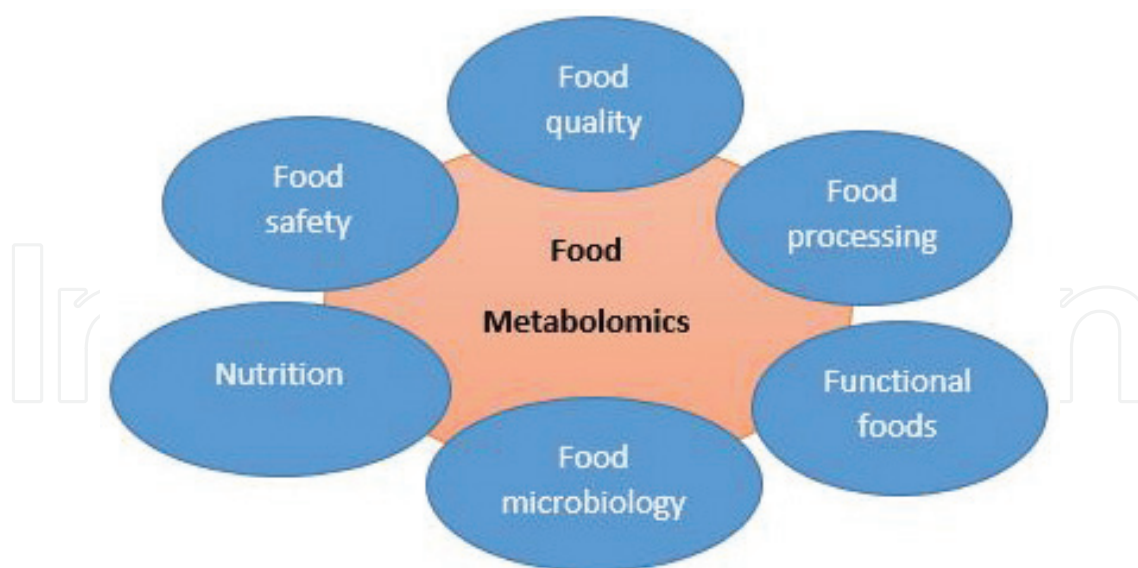 Food
quality
Food
safety
Food
processing
Food
Metabolomics
Nutrition
Functional
foods
Food
microbiology